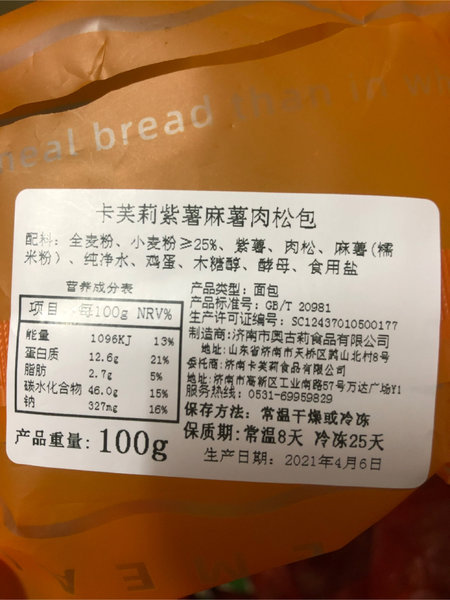 meal bread than in wh
卡芙莉紫薯麻薯肉松包
配料：全麦粉、小麦粉≥25%、紫薯、肉松、麻薯(糯
米粉)、纯净水、鸡蛋、木糖醇、酵母、食用盐
营养成分表
项目 每100g NRV%
能量 1096KJ 13%
蛋白质 12.6g 21%
脂肪 2.7g 5%
碳水化合物 46.0g 15%
钠 327mg 16%
产品重量：100g
产品类型：面包
产品标准号：GB/T 20981
生产许可证编号：SC12437010500177
制造商：济南市奥古莉食品有限公司
地址：山东省济南市天桥区鹊山北村8号
委托商：济南卡芙莉食品有限公司
地址：济南市高新区工业南路57号万达广场Y1
服务热线：0531-69959829
保存方法：常温干燥或冷冻
保质期：常温8天 冷冻25天
生产日期：2021年4月6日